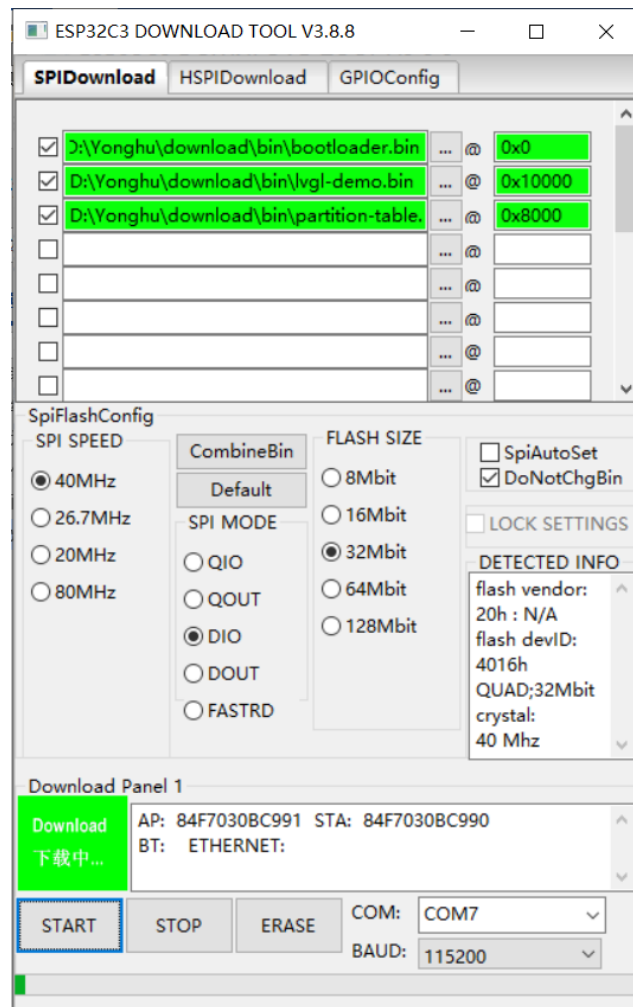 ESP32C3 DOWNLOAD TOOL V3.8.8
SPIDownload HSPIDownload GPIOConfig
D:\Yonghu\download\bin\bootloader.bin ... @ 0x0
D:\Yonghu\download\bin\lvgl-demo.bin ... @ 0x10000
D:\Yonghu\download\bin\partition-table. ... @ 0x8000
... @
... @
... @
... @
... @
SpiFlashConfig
SPI SPEED
40MHz
26.7MHz
20MHz
80MHz
CombineBin
Default
SPI MODE
QIO
QOUT
DIO
DOUT
FASTRD
FLASH SIZE
8Mbit
16Mbit
32Mbit
64Mbit
128Mbit
SpiAutoSet
DoNotChgBin
LOCK SETTINGS
DETECTED INFO
flash vendor:
20h : N/A
flash devID:
4016h
QUAD;32Mbit
crystal:
40 Mhz
Download Panel 1
Download
下载中...
AP: 84F7030BC991 STA: 84F7030BC990
BT: ETHERNET:
START STOP ERASE
COM: COM7
BAUD: 115200